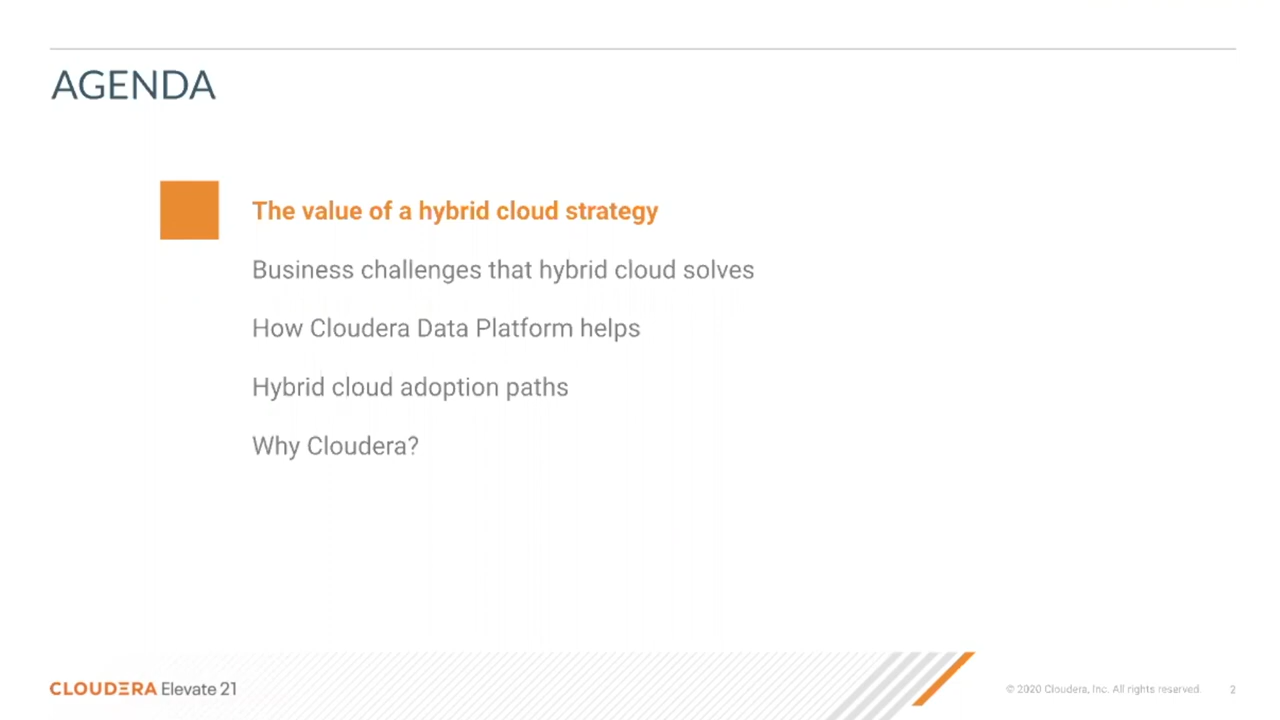 AGENDA
The value of a hybrid cloud strategy
Business challenges that hybrid cloud solves
How Cloudera Data Platform helps
Hybrid cloud adoption paths
Why Cloudera?
CLOUDERA Elevate 21
© 2020 Cloudera, Inc. All rights reserved. 2